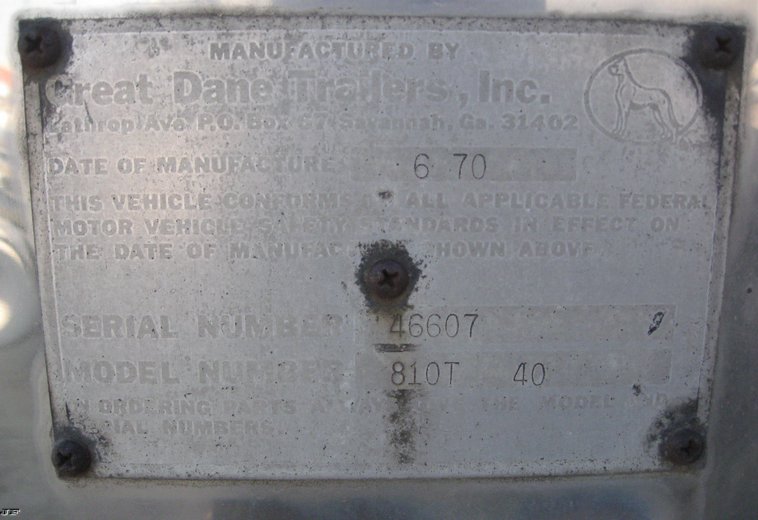 MANUFACTURED BY
Great Dane Trailers, Inc.
Lathrop Ave P.O. Box 67 Savannah, Ga. 31402
DATE OF MANUFACTURE 6 70
THIS VEHICLE CONFORMS TO ALL APPLICABLE FEDERAL
MOTOR VEHICLE SAFETY STANDARDS IN EFFECT ON
THE DATE OF MANUFACTURE SHOWN ABOVE.
SERIAL NUMBER 46607
MODEL NUMBER 810T 40
IN ORDERING PARTS ALWAYS THE MODEL AND
SERIAL NUMBERS.